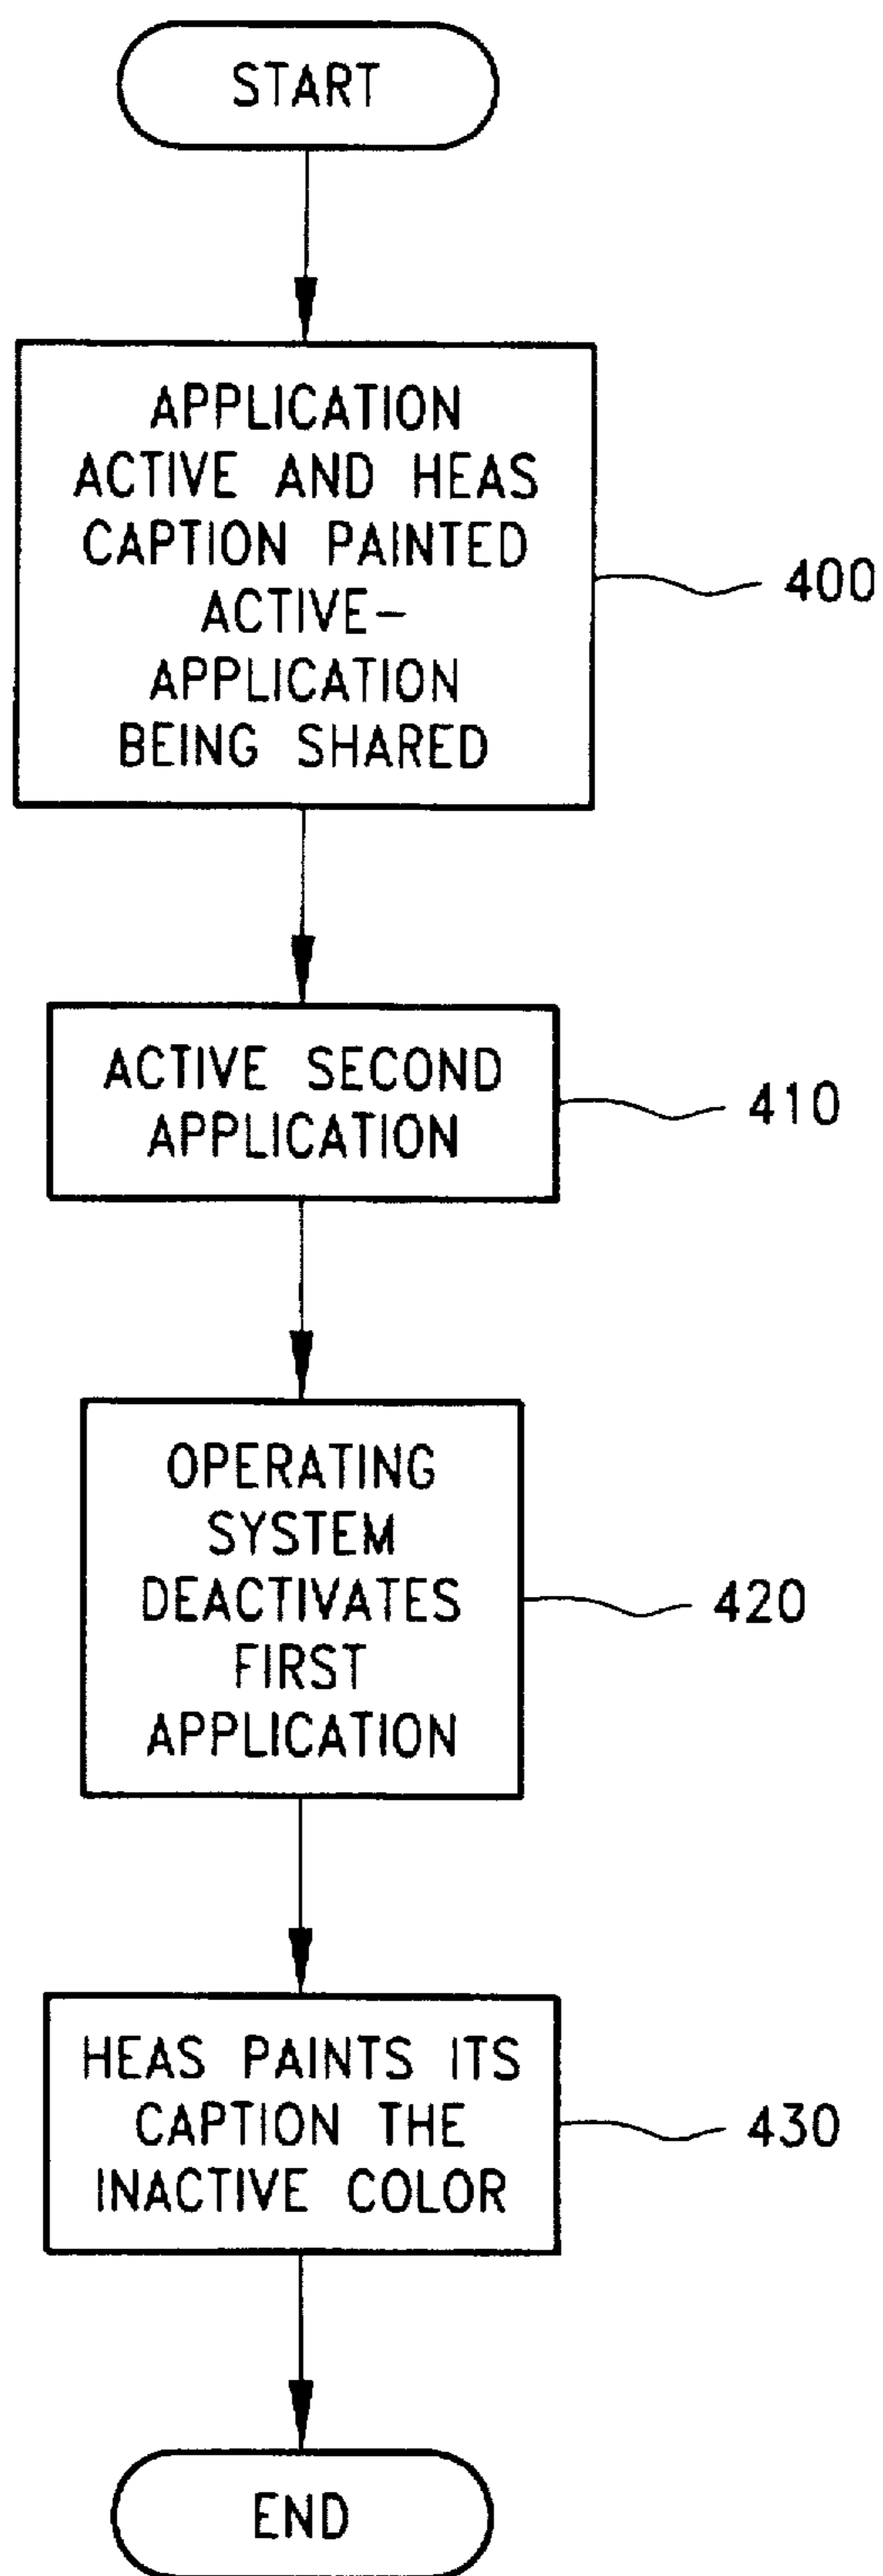 START
APPLICATION
ACTIVE AND HEAS
CAPTION PAINTED
ACTIVE-
APPLICATION
BEING SHARED
400
ACTIVE SECOND
APPLICATION
410
OPERATING
SYSTEM
DEACTIVATES
FIRST
APPLICATION
420
HEAS PAINTS ITS
CAPTION THE
INACTIVE COLOR
430
END